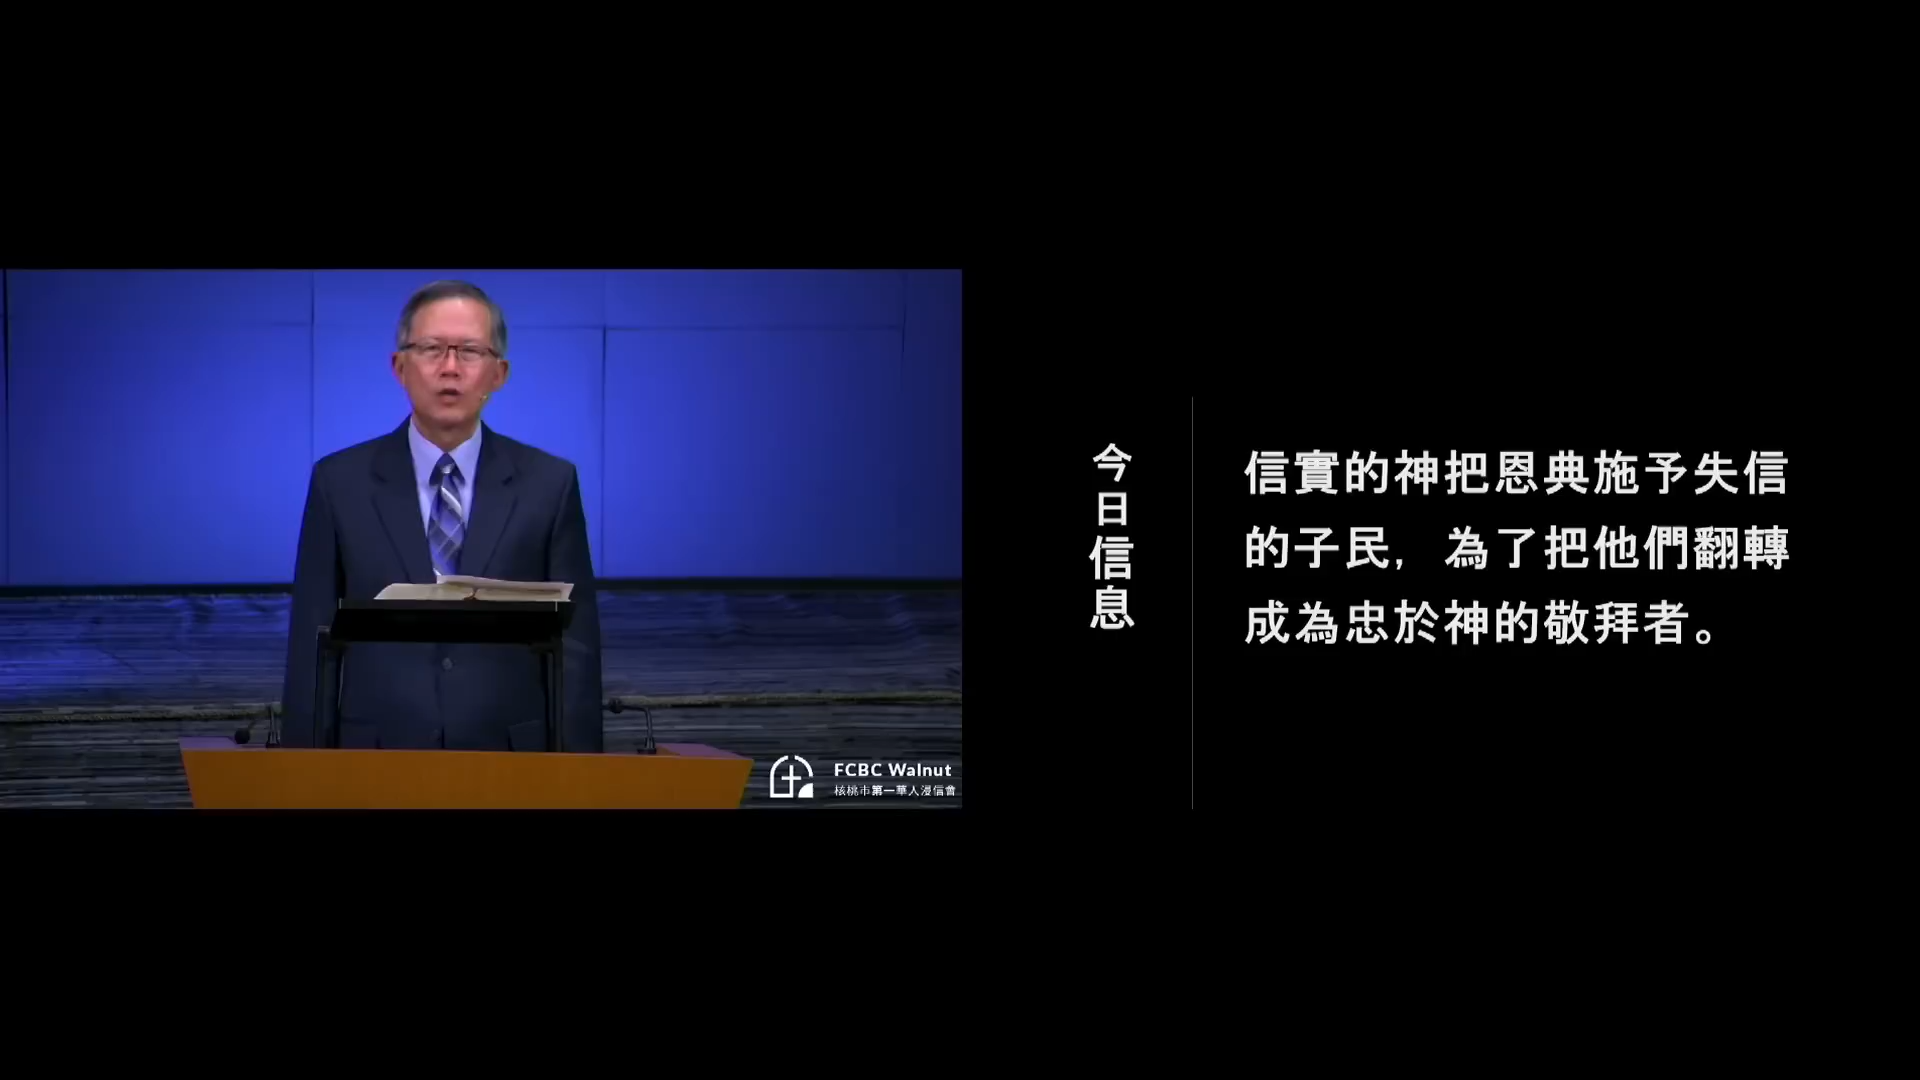 今日信息
信實的神把恩典施予失信
的子民，為了把他們翻轉
成為忠於神的敬拜者。
FCBC Walnut
核桃市第一華人浸信會